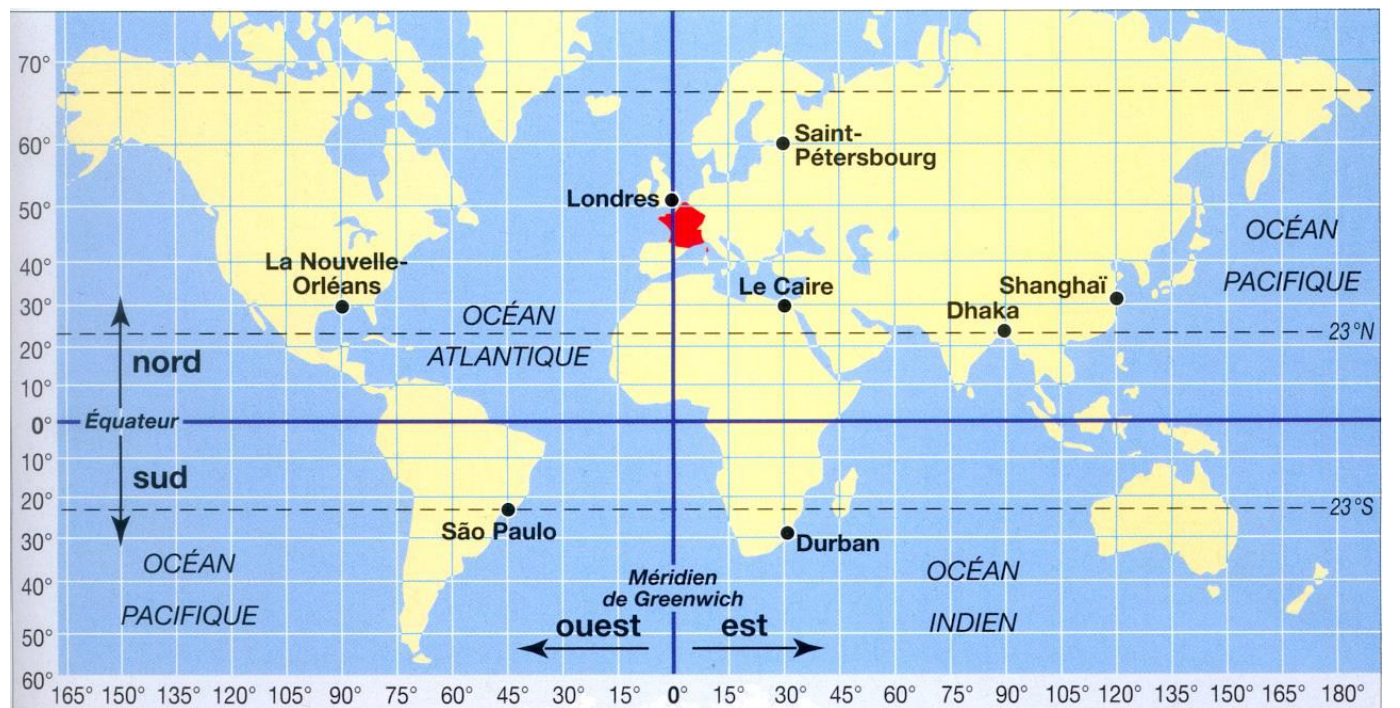 70°
60°
Saint-
Pétersbourg
Londres
50°
OCÉAN
PACIFIQUE
40°
La Nouvelle-
Orléans
Le Caire
Shanghaï
Dhaka
30°
OCÉAN
ATLANTIQUE
23°N
20°
nord
10°
0°
Équateur
10°
sud
20°
23°S
São Paulo
30°
Durban
OCÉAN
PACIFIQUE
Méridien
de Greenwich
OCÉAN
INDIEN
40°
ouest
est
50°
60°
165° 150° 135° 120° 105° 90° 75° 60° 45° 30° 15° 0° 15° 30° 45° 60° 75° 90° 105° 120° 135° 150° 165° 180°